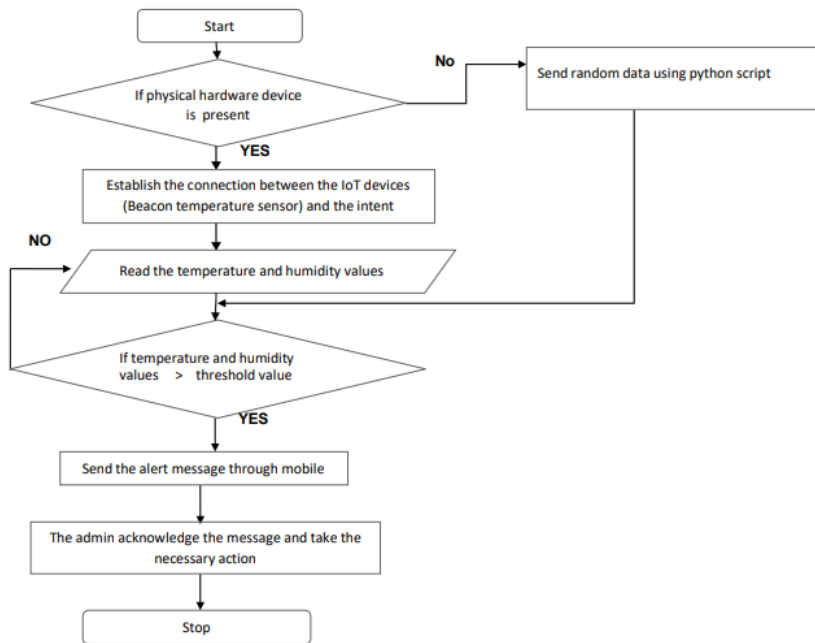 Start
No
Send random data using python script
If physical hardware device
is present
YES
Establish the connection between the IoT devices
(Beacon temperature sensor) and the intent
NO
Read the temperature and humidity values
If temperature and humidity
values > threshold value
YES
Send the alert message through mobile
The admin acknowledge the message and take the
necessary action
Stop